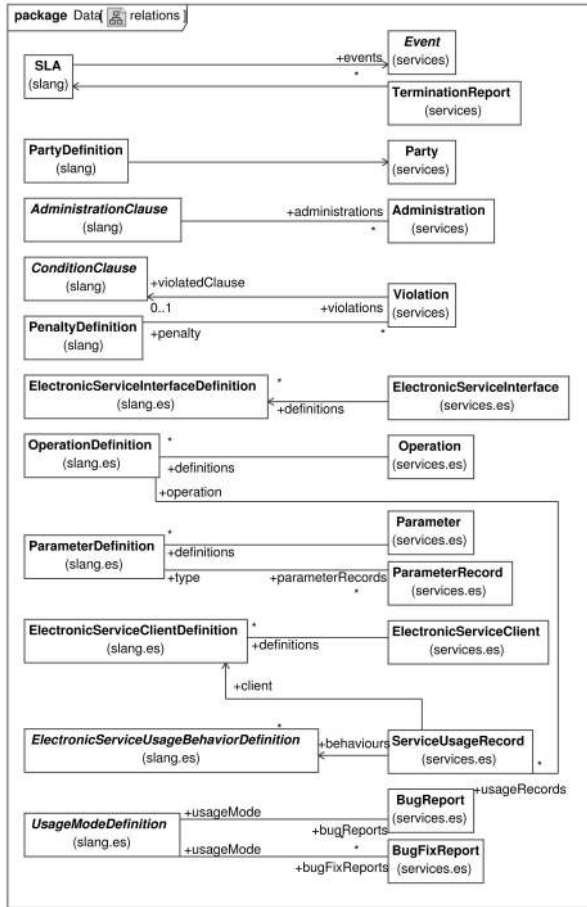 package Data[ relations]
Event
(services)
SLA
(slang)
+events
*
TerminationReport
(services)
PartyDefinition
(slang)
Party
(services)
AdministrationClause
(slang)
+administrations
*
Administration
(services)
ConditionClause
(slang)
+violatedClause
0..1
+violations
Violation
(services)
PenaltyDefinition
(slang)
+penalty
*
ElectronicServiceInterfaceDefinition
(slang.es)
*
+definitions
ElectronicServiceInterface
(services.es)
OperationDefinition
(slang.es)
*
+definitions
Operation
(services.es)
+operation
ParameterDefinition
(slang.es)
*
+definitions
Parameter
(services.es)
+type
+parameterRecords
*
ParameterRecord
(services.es)
ElectronicServiceClientDefinition
(slang.es)
*
+definitions
ElectronicServiceClient
(services.es)
+client
ElectronicServiceUsageBehaviorDefinition
(slang.es)
*
+behaviours
ServiceUsageRecord
(services.es)
*
+usageRecords
UsageModeDefinition
(slang.es)
+usageMode
+bugReports
*
BugReport
(services.es)
+usageMode
*
+bugFixReports
BugFixReport
(services.es)